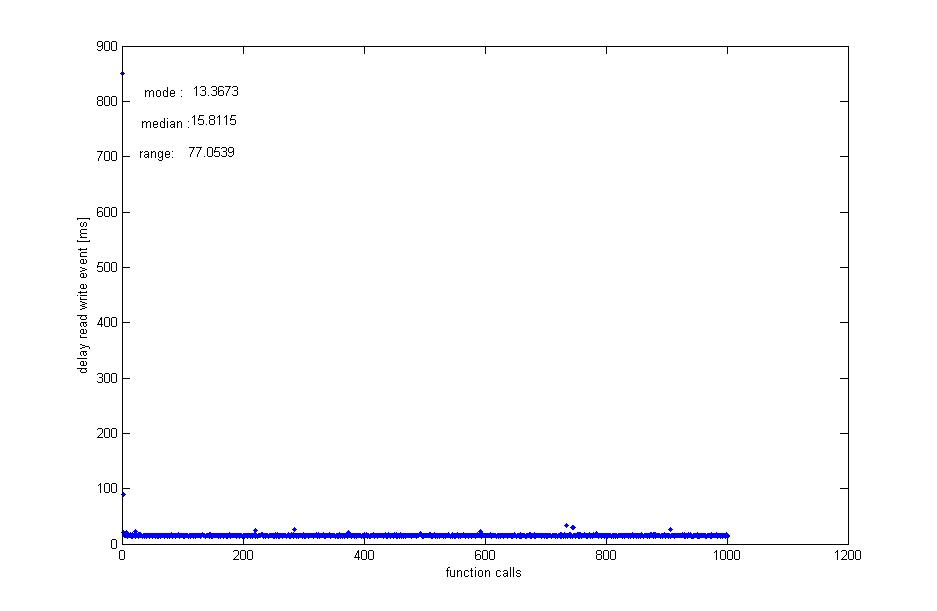 900
mode : 13.3673
800
median : 15.8115
range: 77.0539
700
600
delay read write event [ms]
500
400
300
200
100
0
0 200 400 600 800 1000 1200
function calls